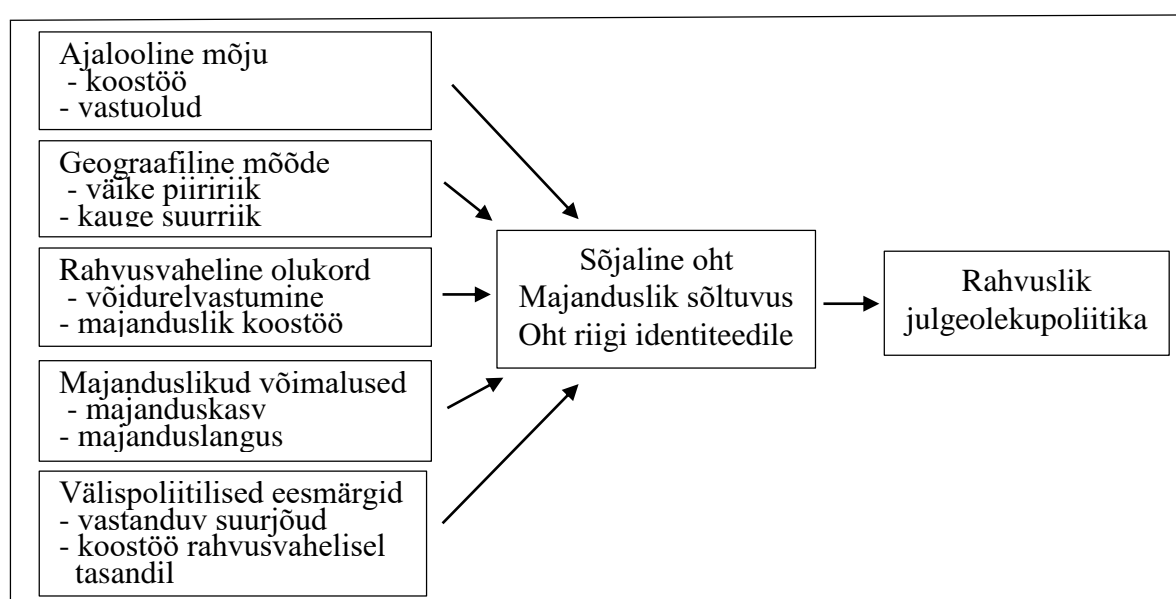 Ajalooline mõju
- koostöö
- vastuolud
Geograafiline mõõde
- väike piiririik
- kauge suurriik
Rahvusvaheline olukord
- võidurelvastumine
- majanduslik koostöö
Majanduslikud võimalused
- majanduskasv
- majanduslangus
Välispoliitilised eesmärgid
- vastanduv suurjõud
- koostöö rahvusvahelisel
tasandil
Sõjaline oht
Majanduslik sõltuvus
Oht riigi identiteedile
Rahvuslik
julgeolekupoliitika